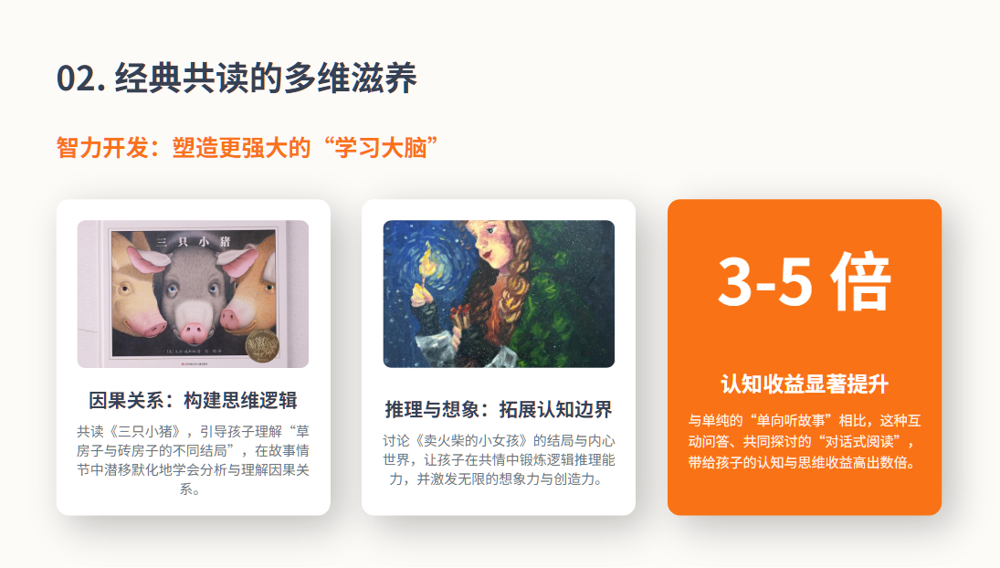 02. 经典共读的多维滋养
智力开发：塑造更强大的“学习大脑”
三只小猪
因果关系：构建思维逻辑
共读《三只小猪》，引导孩子理解“草
房子与砖房子的不同结局”，在故事情
节中潜移默化地学会分析与理解因果关
系。
推理与想象：拓展认知边界
讨论《卖火柴的小女孩》的结局与内心
世界，让孩子在共情中锻炼逻辑推理能
力，并激发无限的想象力与创造力。
3-5 倍
认知收益显著提升
与单纯的“单向听故事”相比，这种互
动问答、共同探讨的“对话式阅读”，
带给孩子的认知与思维收益高出数倍。